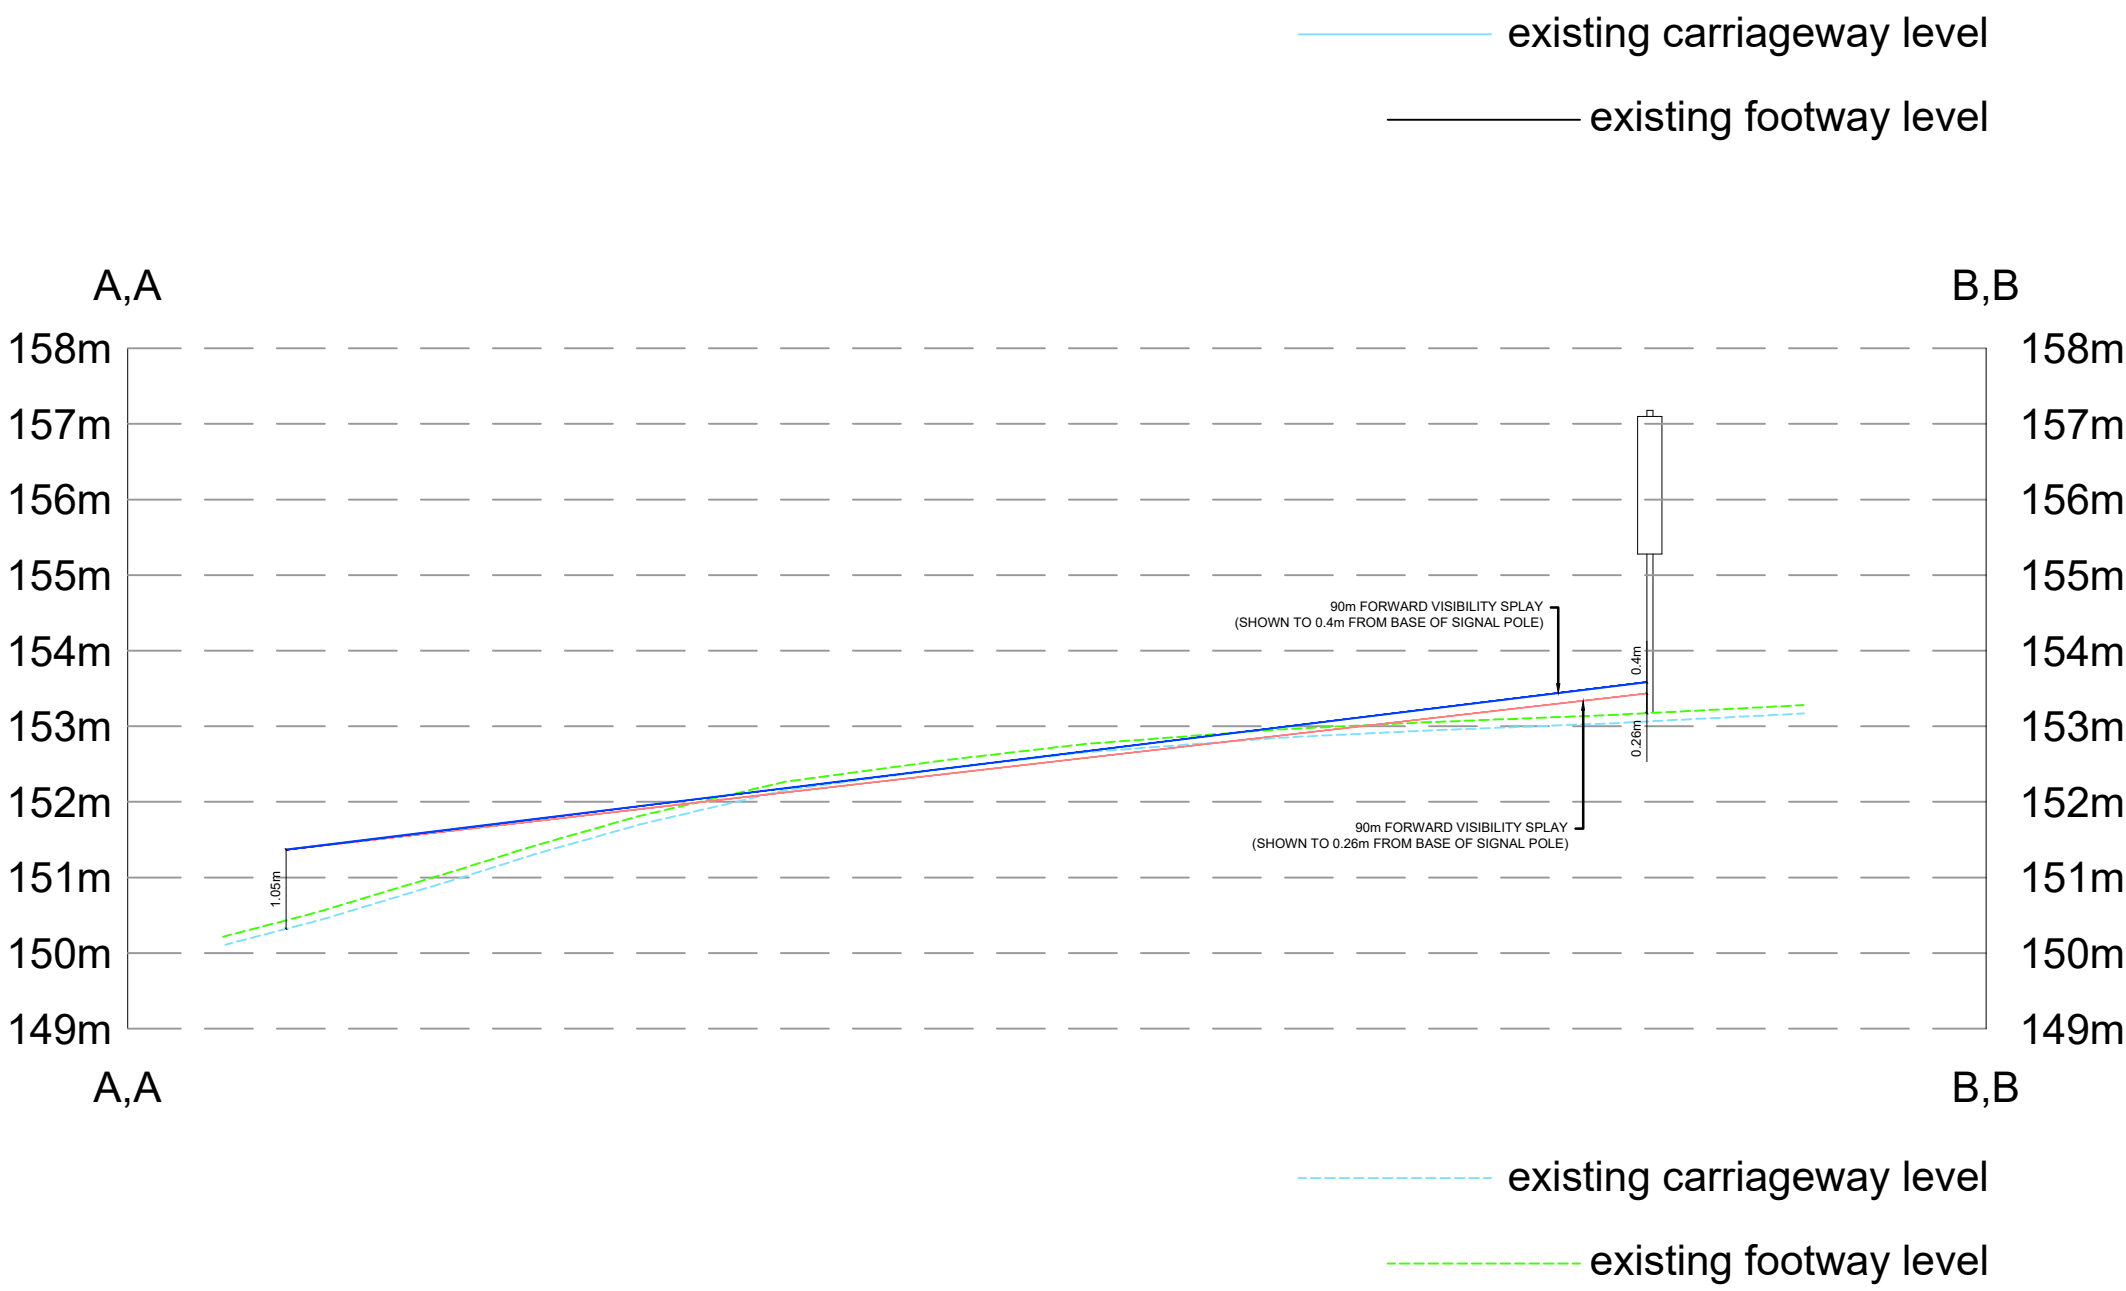 existing carriageway level
existing footway level
A,A
B,B
158m
158m
157m
157m
156m
156m
155m
155m
90m FORWARD VISIBILITY SPLAY
(SHOWN TO 0.4m FROM BASE OF SIGNAL POLE)
154m
0.4m
154m
153m
0.26m
153m
152m
152m
90m FORWARD VISIBILITY SPLAY
(SHOWN TO 0.26m FROM BASE OF SIGNAL POLE)
151m
1.05m
151m
150m
150m
149m
149m
A,A
B,B
existing carriageway level
existing footway level